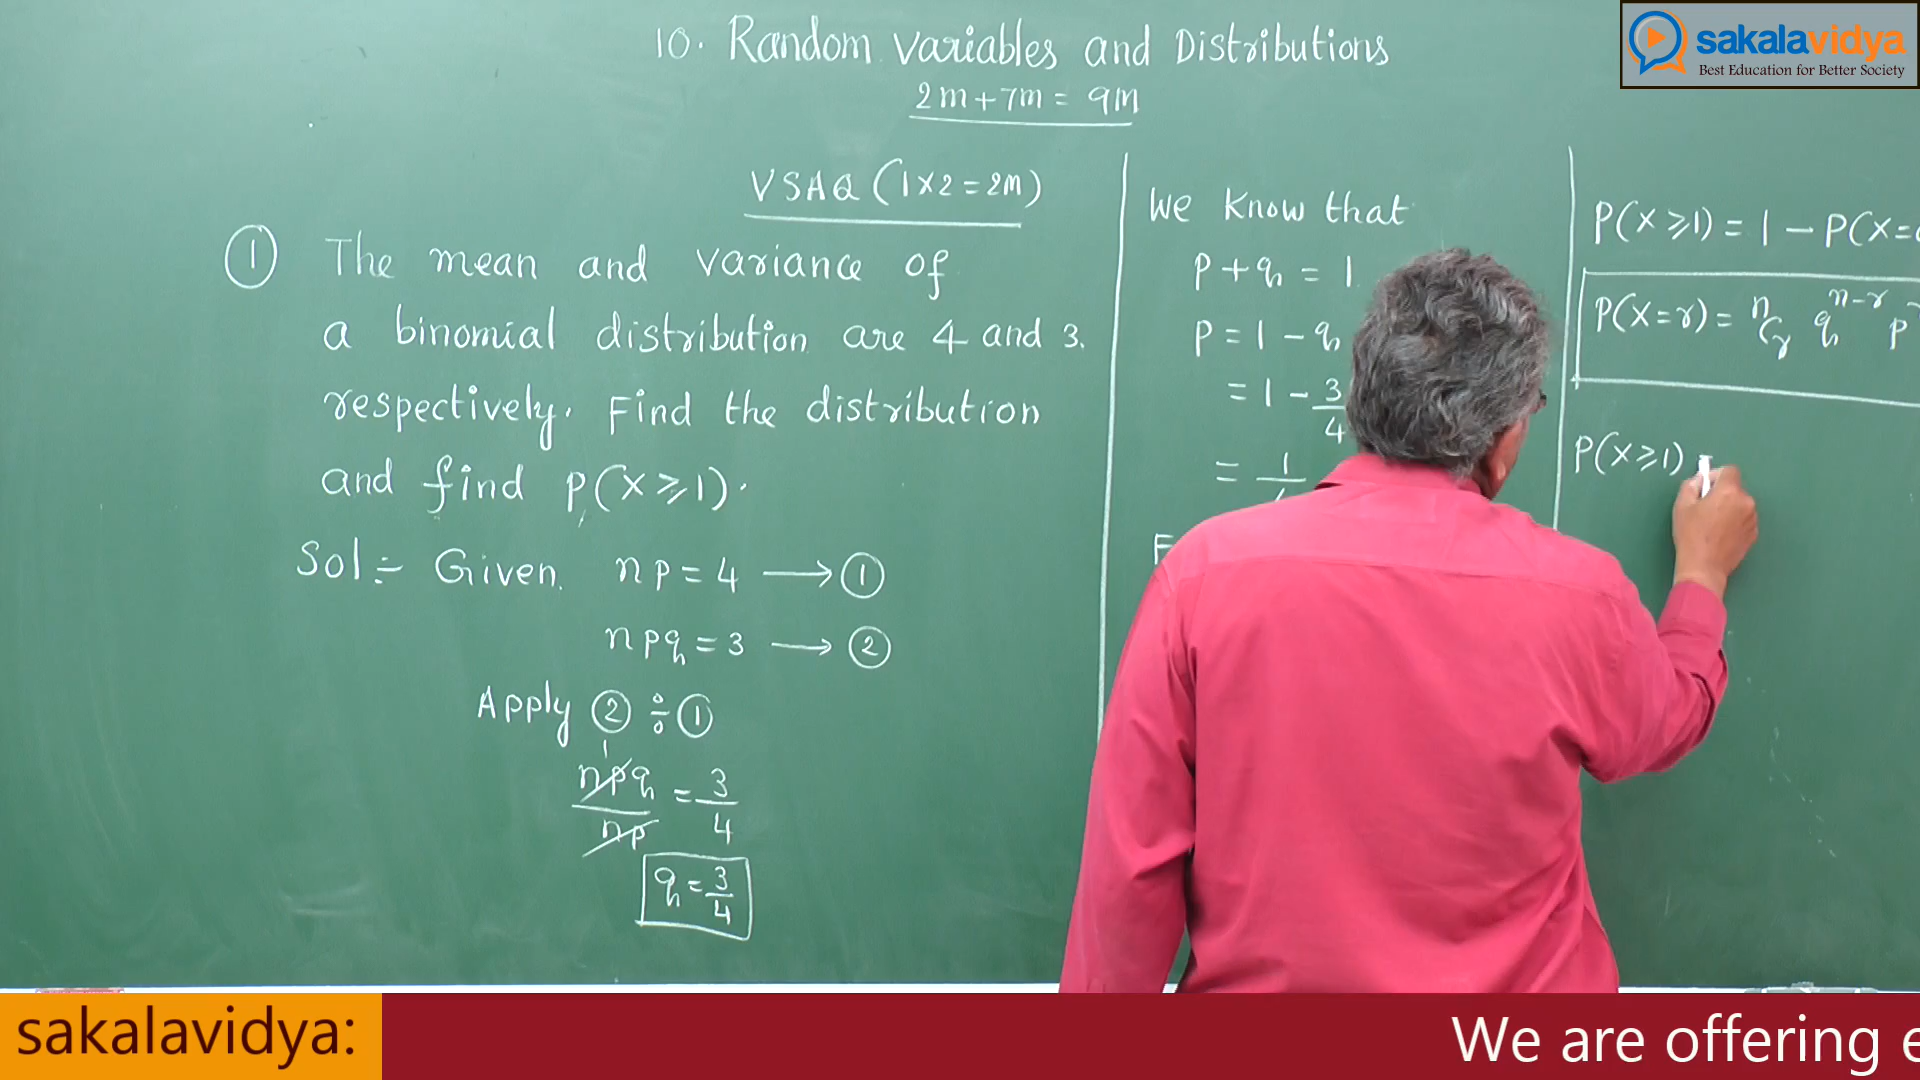 10. Random Variables and Distributions
2m + 7m = 9M
sakalavidya
Best Education for Better Society
VSAQ (1×2=2m)
① The mean and variance of
a binomial distribution are 4 and 3.
respectively. Find the distribution
and find P(X ≥ 1).
Sol:- Given. np = 4 ⟶ ①
npq = 3 ⟶ ②
Apply ② ÷ ①
npq/np = 3/4
1
q = 3/4
We know that
p + q = 1
p = 1 - q
= 1 - 3/4
= 1/
P(X ≥ 1) = 1 - P(X=
P(X=r) = nCr q^n-r p
P(X ≥ 1)
sakalavidya:
We are offering e